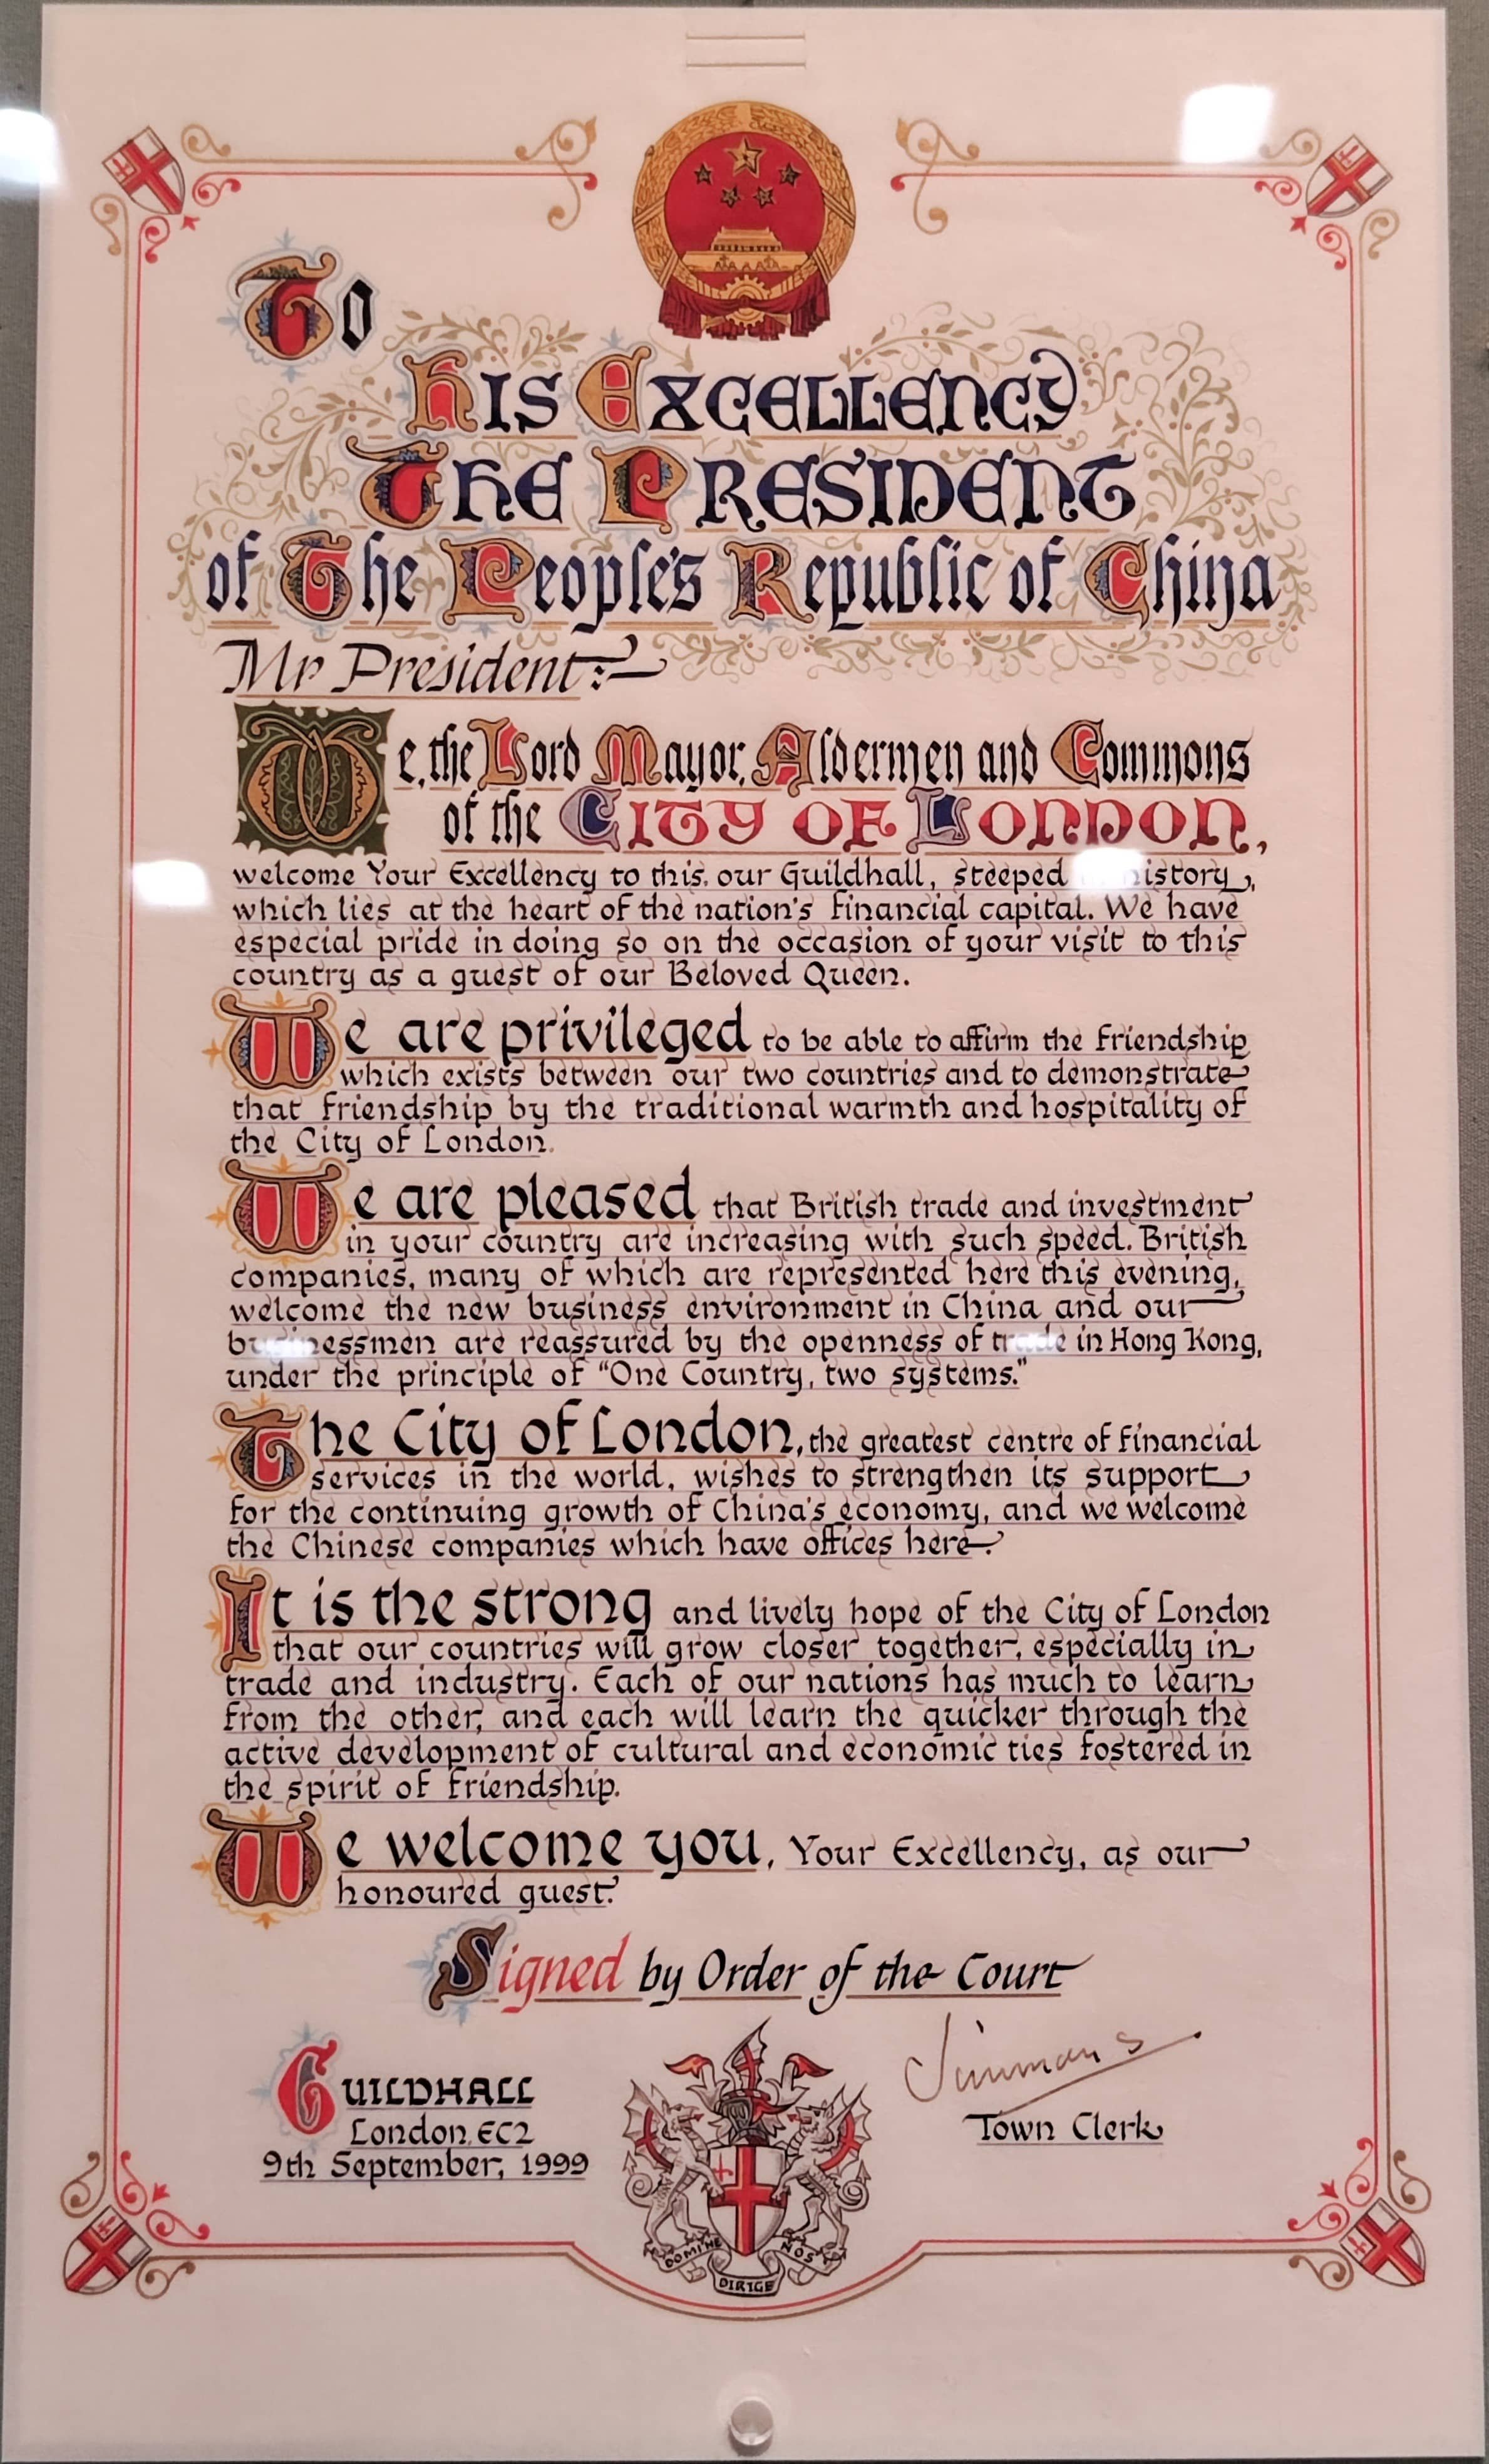 To
His Excellency
The President
of The People's Republic of China
Mr President:-
We, the Lord Mayor, Aldermen and Commons
of the City of London,
welcome Your Excellency to this, our Guildhall, steeped history,
which lies at the heart of the nation's financial capital. We have
especial pride in doing so on the occasion of your visit to this
country as a guest of our Beloved Queen.
We are privileged to be able to affirm the friendship
which exists between our two countries and to demonstrate
that friendship by the traditional warmth and hospitality of
the City of London.
We are pleased that British trade and investment
in your country are increasing with such speed. British
companies, many of which are represented here this evening,
welcome the new business environment in China and our
businessmen are reassured by the openness of trade in Hong Kong,
under the principle of "One Country, two systems."
The City of London, the greatest centre of financial
services in the world, wishes to strengthen its support
for the continuing growth of China's economy, and we welcome
the Chinese companies which have offices here.
It is the strong and lively hope of the City of London
that our countries will grow closer together, especially in
trade and industry. Each of our nations has much to learn
from the other, and each will learn the quicker through the
active development of cultural and economic ties fostered in
the spirit of friendship.
We welcome you, Your Excellency, as our
honoured guest.
Signed by Order of the Court
Guildhall
London, EC2
9th September, 1999
Town Clerk
DOMINE DIRIGE NOS